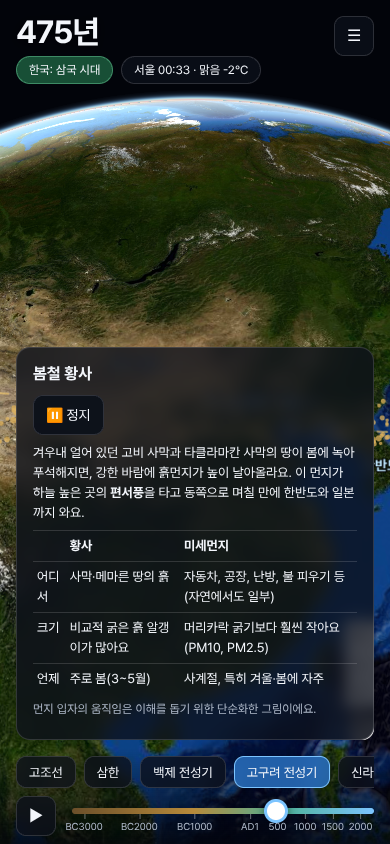 475년
☰
한국: 삼국 시대
서울 00:33 · 맑음 -2°C
봄철 황사
⏸ 정지
겨우내 얼어 있던 고비 사막과 타클라마칸 사막의 땅이 봄에 녹아
푸석해지면, 강한 바람에 흙먼지가 높이 날아올라요. 이 먼지가
하늘 높은 곳의 편서풍을 타고 동쪽으로 며칠 만에 한반도와 일본
까지 와요.
황사 미세먼지
어디서 사막·메마른 땅의 흙 자동차, 공장, 난방, 불 피우기 등
(자연에서도 일부)
크기 비교적 굵은 흙 알갱이가 많아요 머리카락 굵기보다 훨씬 작아요
(PM10, PM2.5)
언제 주로 봄(3~5월) 사계절, 특히 겨울·봄에 자주
먼지 입자의 움직임은 이해를 돕기 위한 단순화한 그림이에요.
고조선 삼한 백제 전성기 고구려 전성기 신라
▶
BC3000 BC2000 BC1000 AD1 500 1000 1500 2000